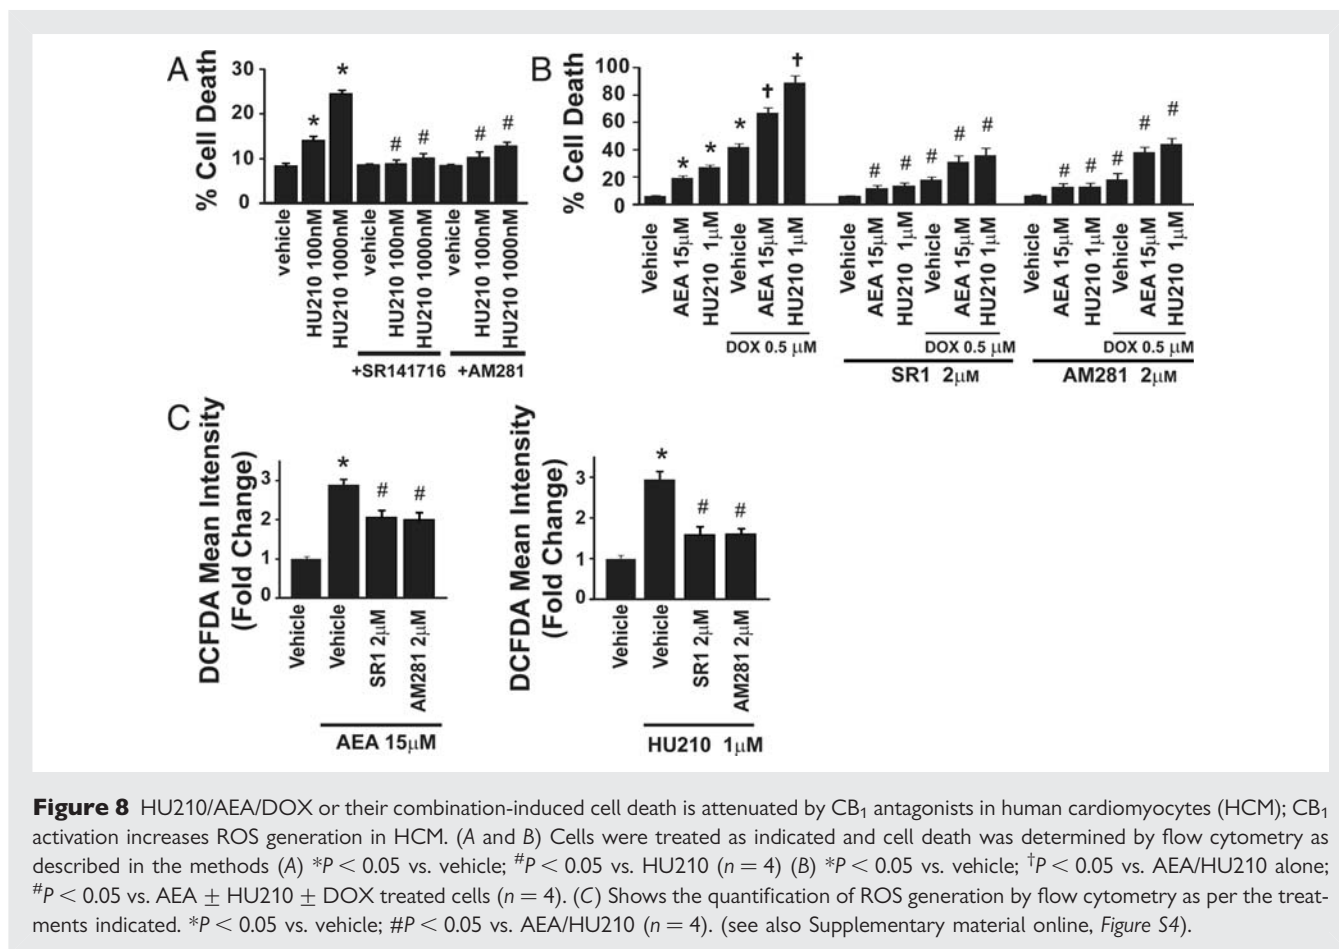 A
% Cell Death
30
20
10
0
*
*
#
#
#
#
vehicle
HU210 100nM
HU210 1000nM
vehicle
HU210 100nM
HU210 1000nM
vehicle
HU210 100nM
HU210 1000nM
+SR141716
+AM281
B
% Cell Death
100
80
60
40
20
0
*
*
*
†
†
#
#
#
#
#
#
#
#
#
#
Vehicle
AEA 15μM
HU210 1μM
Vehicle
AEA 15μM
HU210 1μM
Vehicle
AEA 15μM
HU210 1μM
Vehicle
AEA 15μM
HU210 1μM
Vehicle
AEA 15μM
HU210 1μM
Vehicle
AEA 15μM
HU210 1μM
DOX 0.5 μM
DOX 0.5 μM
DOX 0.5 μM
SR1 2μM
AM281 2μM
C
DCFDA Mean Intensity
(Fold Change)
3
2
1
0
*
#
#
Vehicle
Vehicle
SR1 2μM
AM281 2μM
AEA 15μM
DCFDA Mean Intensity
(Fold Change)
3
2
1
0
*
#
#
Vehicle
Vehicle
SR1 2μM
AM281 2μM
HU210 1μM
Figure 8 HU210/AEA/DOX or their combination-induced cell death is attenuated by CB₁ antagonists in human cardiomyocytes (HCM); CB₁
activation increases ROS generation in HCM. (A and B) Cells were treated as indicated and cell death was determined by flow cytometry as
described in the methods (A) *P < 0.05 vs. vehicle; #P < 0.05 vs. HU210 (n = 4) (B) *P < 0.05 vs. vehicle; †P < 0.05 vs. AEA/HU210 alone;
#P < 0.05 vs. AEA ± HU210 ± DOX treated cells (n = 4). (C) Shows the quantification of ROS generation by flow cytometry as per the treat-
ments indicated. *P < 0.05 vs. vehicle; #P < 0.05 vs. AEA/HU210 (n = 4). (see also Supplementary material online, Figure S4).